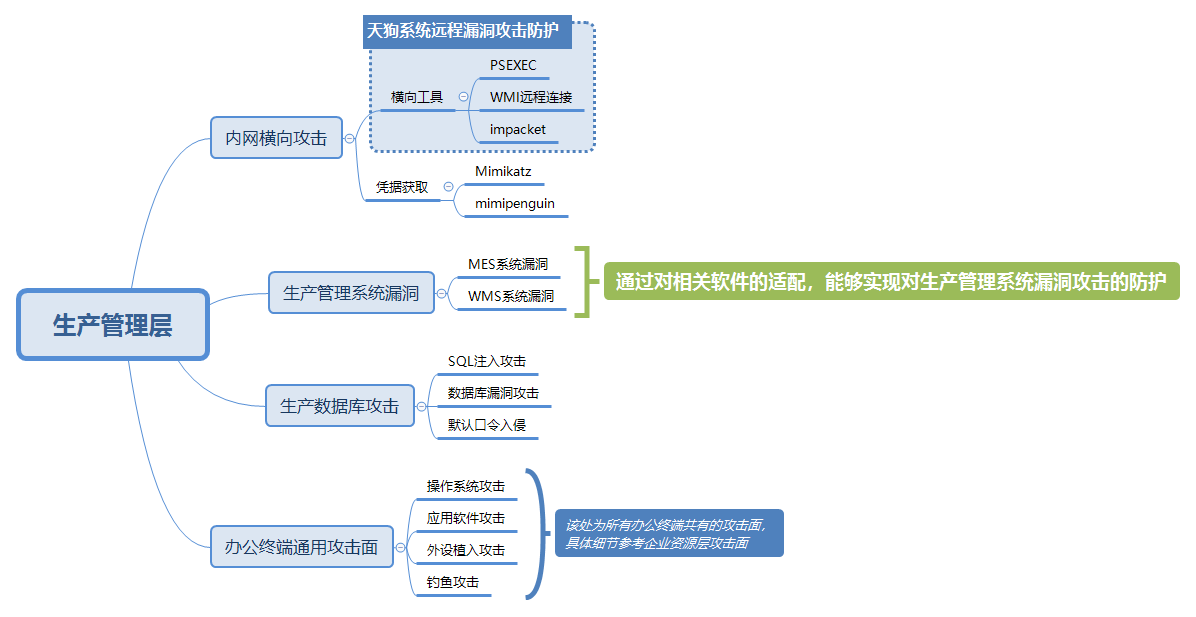 天狗系统远程漏洞攻击防护
PSEXEC
横向工具
WMI远程连接
impacket
内网横向攻击
Mimikatz
凭据获取
mimipenguin
MES系统漏洞
生产管理系统漏洞
WMS系统漏洞
通过对相关软件的适配，能够实现对生产管理系统漏洞攻击的防护
生产管理层
SQL注入攻击
数据库漏洞攻击
生产数据库攻击
默认口令入侵
操作系统攻击
应用软件攻击
办公终端通用攻击面
外设植入攻击
钓鱼攻击
该处为所有办公终端共有的攻击面，
具体细节参考企业资源层攻击面